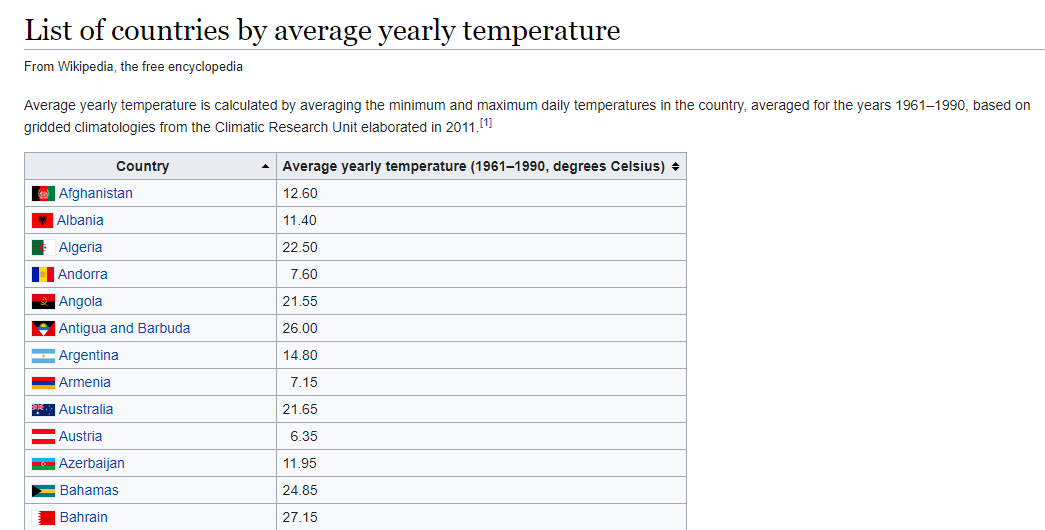 List of countries by average yearly temperature
From Wikipedia, the free encyclopedia
Average yearly temperature is calculated by averaging the minimum and maximum daily temperatures in the country, averaged for the years 1961–1990, based on
gridded climatologies from the Climatic Research Unit elaborated in 2011.[1]
Country Average yearly temperature (1961–1990, degrees Celsius)
Afghanistan 12.60
Albania 11.40
Algeria 22.50
Andorra 7.60
Angola 21.55
Antigua and Barbuda 26.00
Argentina 14.80
Armenia 7.15
Australia 21.65
Austria 6.35
Azerbaijan 11.95
Bahamas 24.85
Bahrain 27.15